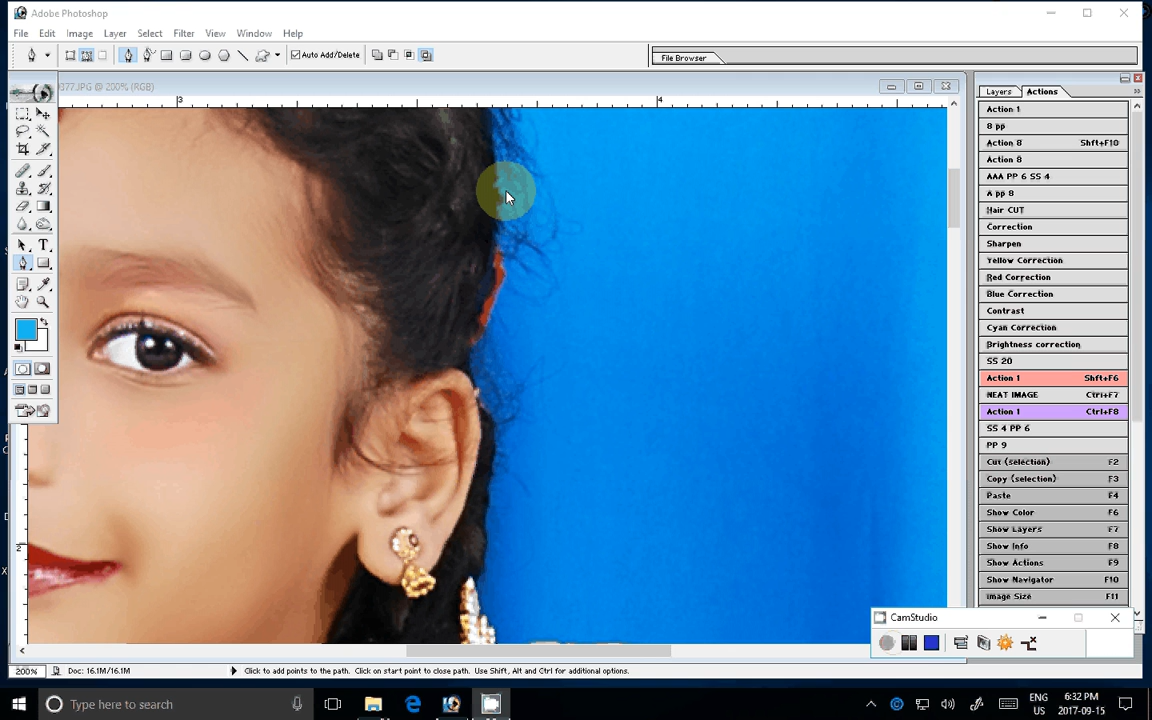 Adobe Photoshop
File Edit Image Layer Select Filter View Window Help
Auto Add/Delete
File Browser
377.JPG @ 200% (RGB)
3 4
2
Layers Actions
Action 1
8 pp
Action 8 Shft+F10
Action 8
AAA PP 6 SS 4
A pp 8
Hair CUT
Correction
Sharpen
Yellow Correction
Red Correction
Blue Correction
Contrast
Cyan Correction
Brightness correction
SS 20
Action 1 Shft+F6
NEAT IMAGE Ctrl+F7
Action 1 Ctrl+F8
SS 4 PP 6
PP 9
Cut (selection) F2
Copy (selection) F3
Paste F4
Show Color F6
Show Layers F7
Show Info F8
Show Actions F9
Show Navigator F10
Image Size F11
CamStudio
200% Doc: 16.1M/16.1M Click to add points to the path. Click on start point to close path. Use Shift, Alt and Ctrl for additional options.
Type here to search
ENG
US
6:32 PM
2017-09-15